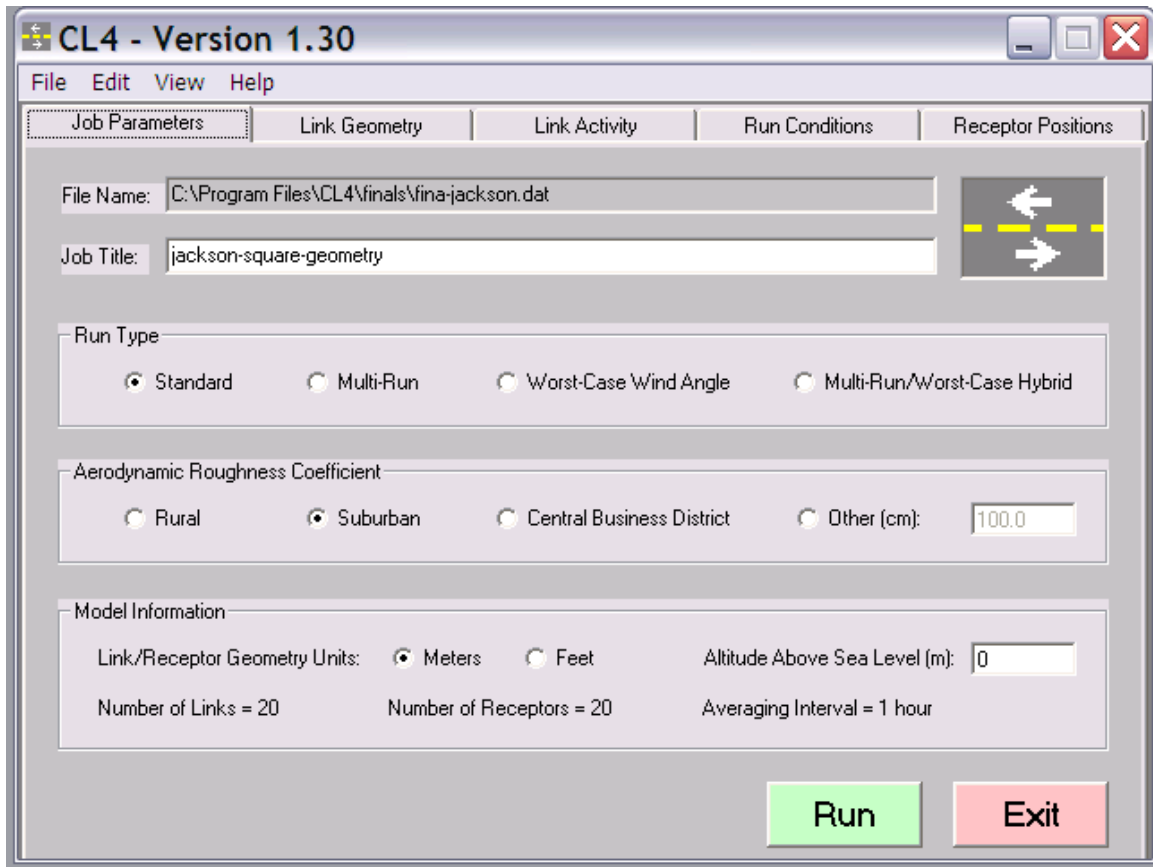 CL4 - Version 1.30
File Edit View Help
Job Parameters Link Geometry Link Activity Run Conditions Receptor Positions
File Name: C:\Program Files\CL4\finals\fina-jackson.dat
Job Title: jackson-square-geometry
Run Type
Standard Multi-Run Worst-Case Wind Angle Multi-Run/Worst-Case Hybrid
Aerodynamic Roughness Coefficient
Rural Suburban Central Business District Other (cm): 100.0
Model Information
Link/Receptor Geometry Units: Meters Feet Altitude Above Sea Level (m): 0
Number of Links = 20 Number of Receptors = 20 Averaging Interval = 1 hour
Run Exit